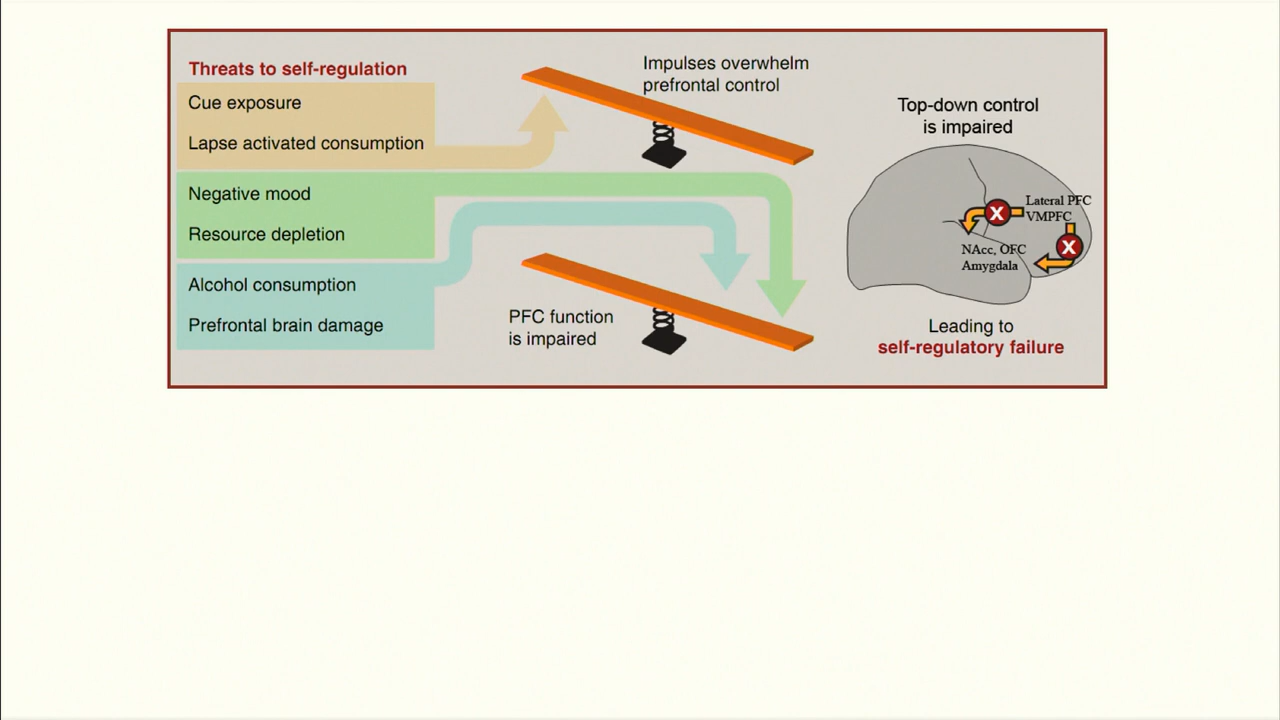 Threats to self-regulation
Cue exposure
Lapse activated consumption
Negative mood
Resource depletion
Alcohol consumption
Prefrontal brain damage
Impulses overwhelm
prefrontal control
PFC function
is impaired
Top-down control
is impaired
X
Lateral PFC
VMPFC
X
NAcc, OFC
Amygdala
Leading to
self-regulatory failure